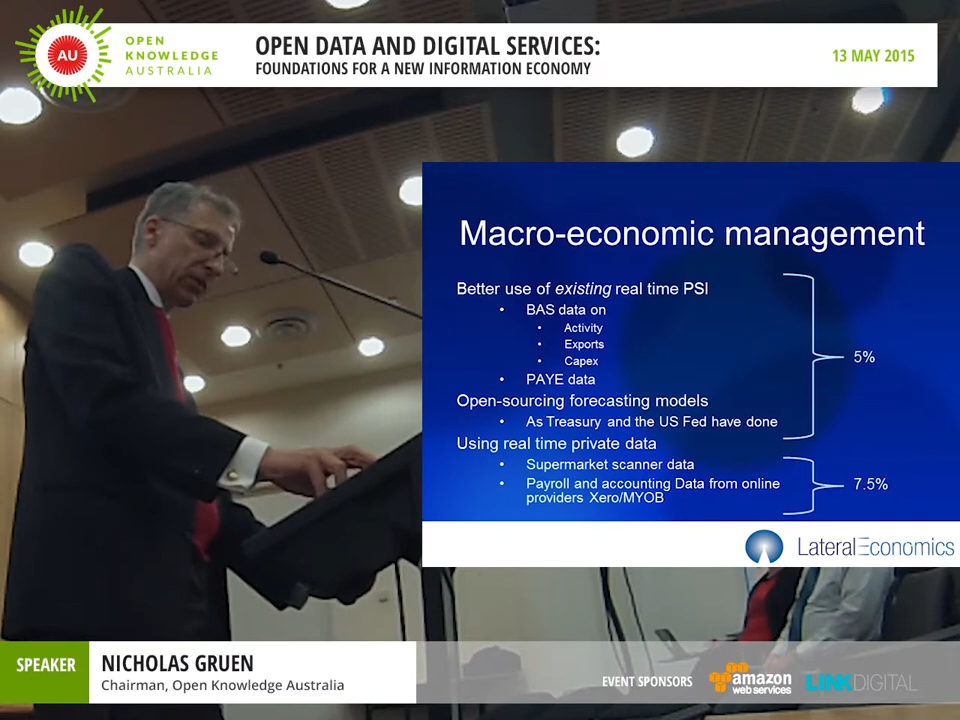 AU
OPEN
KNOWLEDGE
AUSTRALIA
OPEN DATA AND DIGITAL SERVICES:
FOUNDATIONS FOR A NEW INFORMATION ECONOMY
13 MAY 2015
Macro-economic management
Better use of existing real time PSI
• BAS data on
• Activity
• Exports
• Capex
• PAYE data
5%
Open-sourcing forecasting models
• As Treasury and the US Fed have done
Using real time private data
• Supermarket scanner data
• Payroll and accounting Data from online
providers Xero/MYOB
7.5%
LateralEconomics
SPEAKER
NICHOLAS GRUEN
Chairman, Open Knowledge Australia
EVENT SPONSORS
amazon
web services
LINKDIGITAL